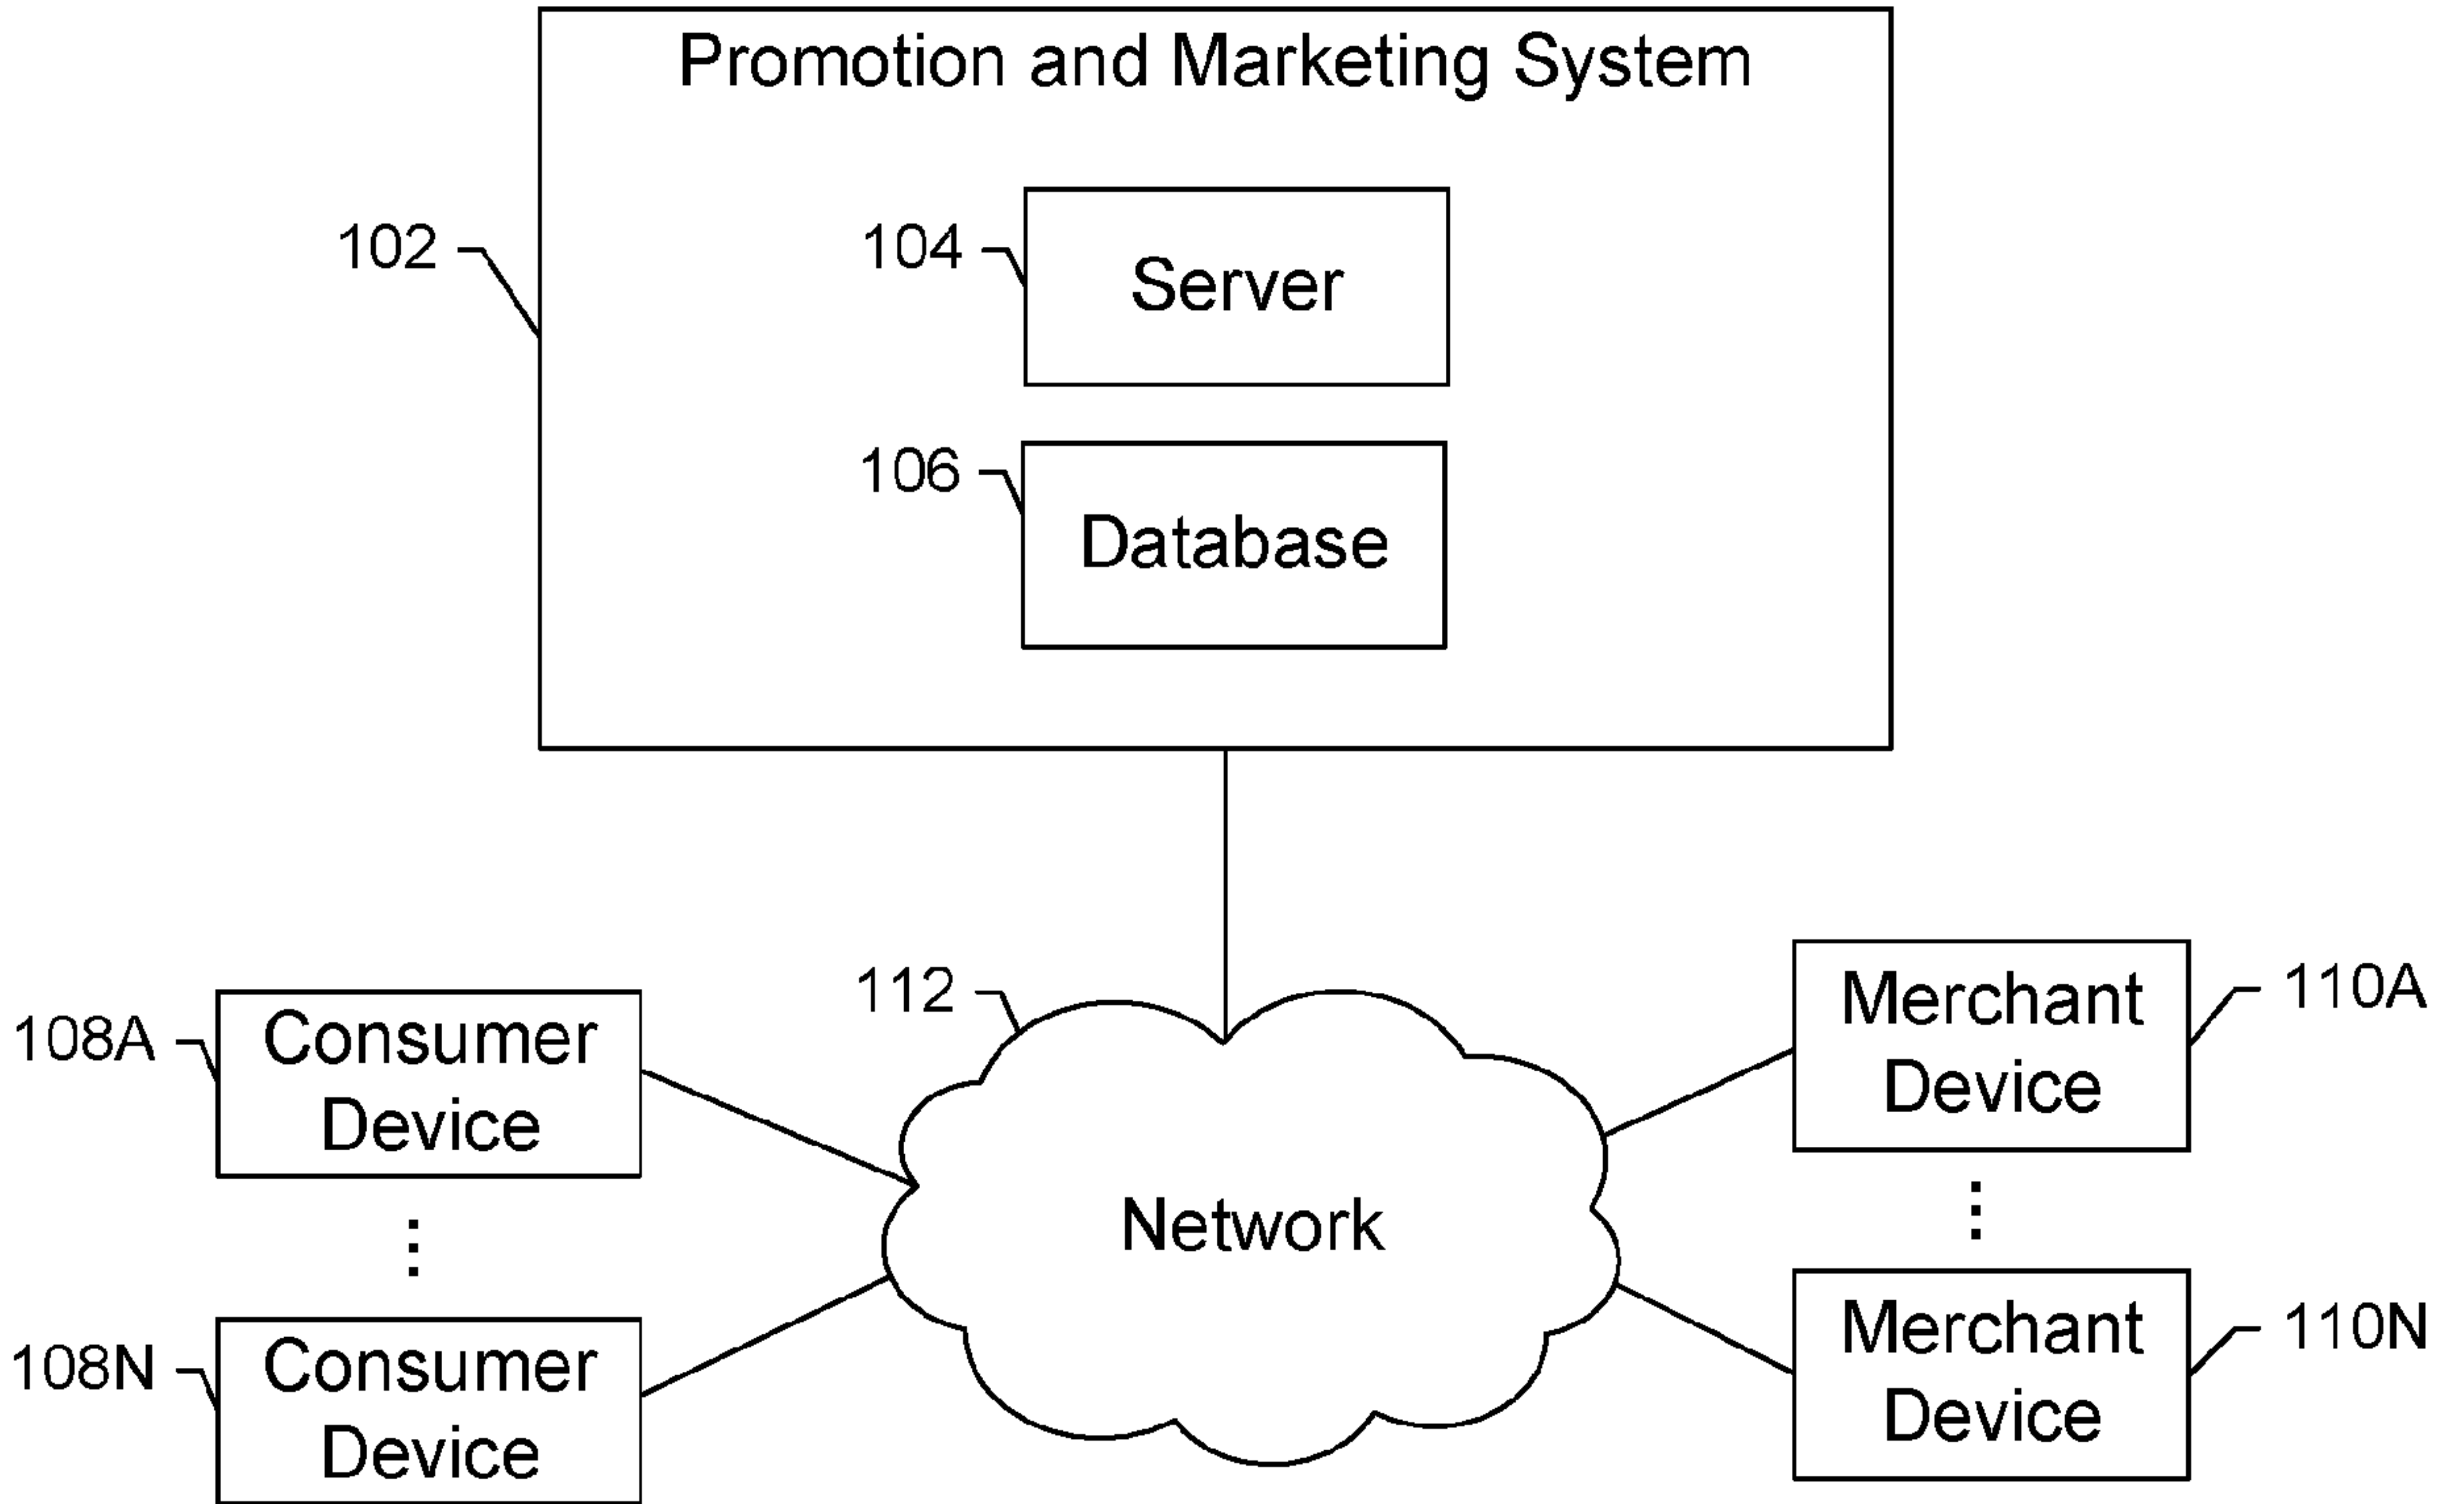 Promotion and Marketing System
102
104
Server
106
Database
112
108A
Consumer
Device
108N
Consumer
Device
Network
Merchant
Device
110A
Merchant
Device
110N